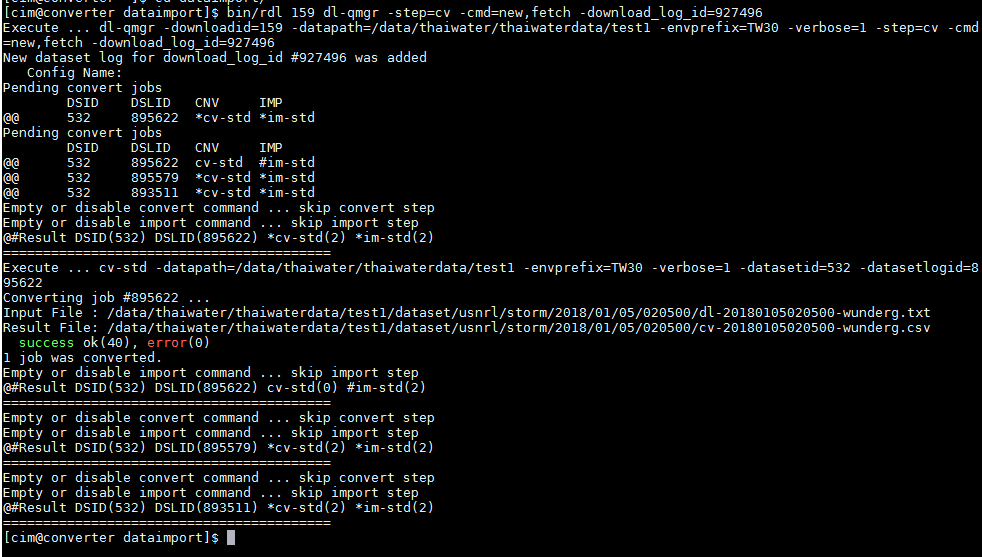 [cim@converter dataimport]$ bin/rdl 159 dl-qmgr -step=cv -cmd=new,fetch -download_log_id=927496
Execute ... dl-qmgr -downloadid=159 -datapath=/data/thaiwater/thaiwaterdata/test1 -envprefix=TW30 -verbose=1 -step=cv -cmd
=new,fetch -download_log_id=927496
New dataset log for download_log_id #927496 was added
   Config Name:
Pending convert jobs
        DSID    DSLID   CNV     IMP
@@      532     895622  *cv-std *im-std
Pending convert jobs
        DSID    DSLID   CNV     IMP
@@      532     895622  cv-std  #im-std
@@      532     895579  *cv-std *im-std
@@      532     893511  *cv-std *im-std
Empty or disable convert command ... skip convert step
Empty or disable import command ... skip import step
@#Result DSID(532) DSLID(895622) *cv-std(2) *im-std(2)
=========================================
Execute ... cv-std -datapath=/data/thaiwater/thaiwaterdata/test1 -envprefix=TW30 -verbose=1 -datasetid=532 -datasetlogid=8
95622
Converting job #895622 ...
Input File : /data/thaiwater/thaiwaterdata/test1/dataset/usnrl/storm/2018/01/05/020500/dl-20180105020500-wunderg.txt
Result File: /data/thaiwater/thaiwaterdata/test1/dataset/usnrl/storm/2018/01/05/020500/cv-20180105020500-wunderg.csv
  success ok(40), error(0)
1 job was converted.
Empty or disable import command ... skip import step
@#Result DSID(532) DSLID(895622) cv-std(0) #im-std(2)
=========================================
Empty or disable convert command ... skip convert step
Empty or disable import command ... skip import step
@#Result DSID(532) DSLID(895579) *cv-std(2) *im-std(2)
=========================================
Empty or disable convert command ... skip convert step
Empty or disable import command ... skip import step
@#Result DSID(532) DSLID(893511) *cv-std(2) *im-std(2)
=========================================
[cim@converter dataimport]$